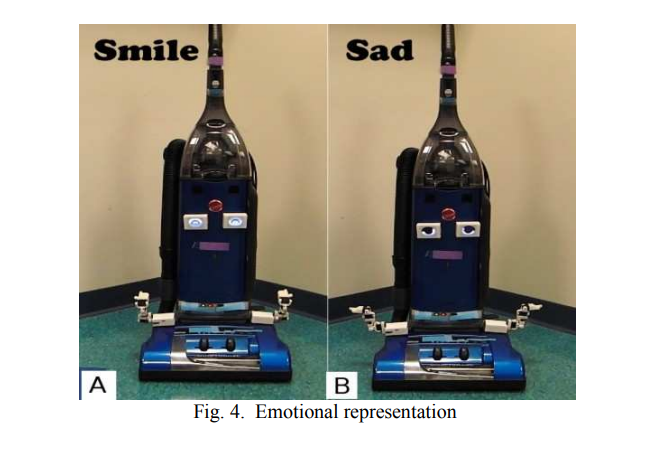 Smile
Sad
A
B
Fig. 4. Emotional representation